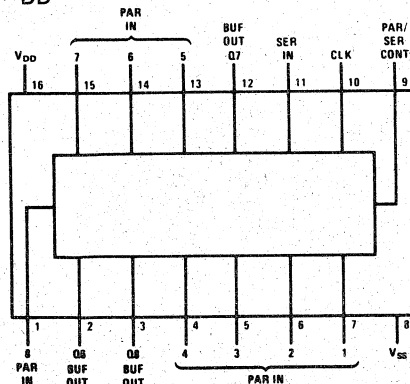 DD
PAR
IN
BUF
OUT
Q7
SER
IN
CLK
PAR/
SER
CONT
VDD
7
6
5
16
15
14
13
12
11
10
9
1
2
3
4
5
6
7
8
8
PAR
IN
Q6
BUF
OUT
Q8
BUF
OUT
4
3
2
1
PAR IN
VSS